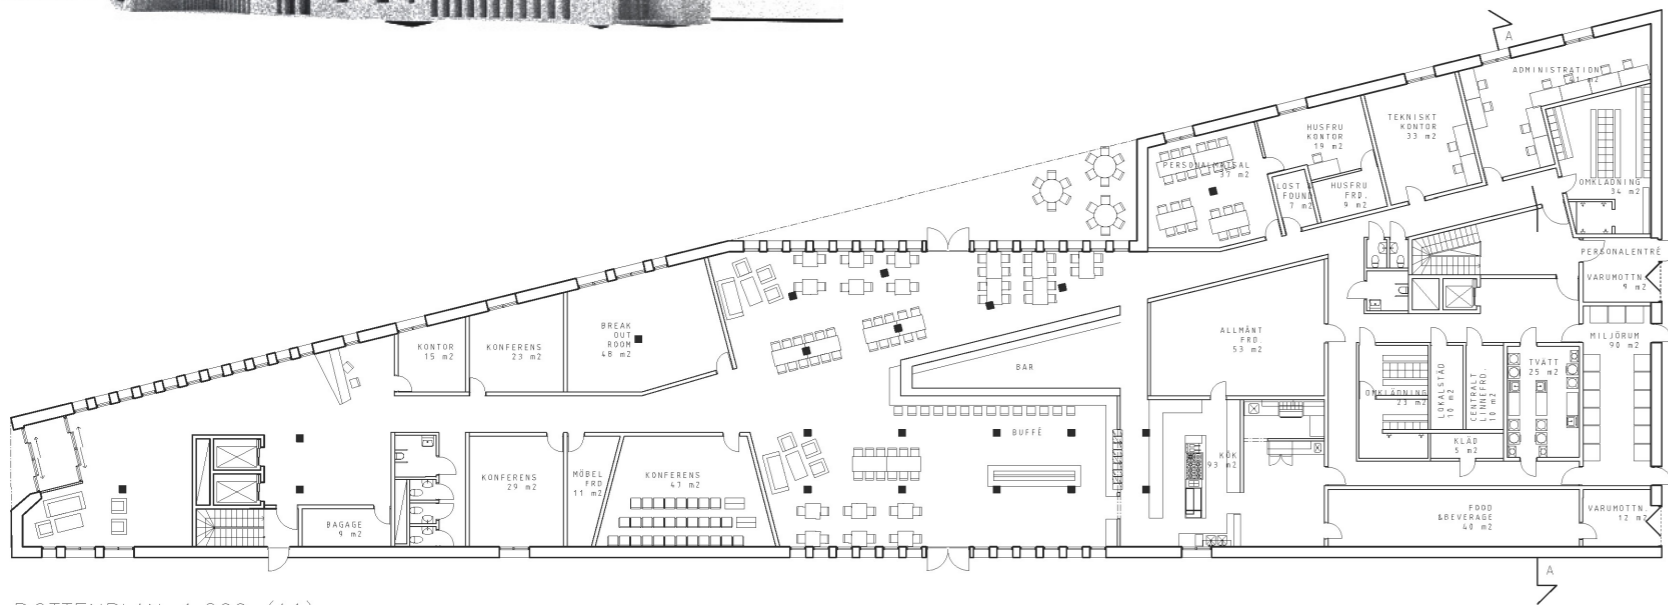 A
ADMINISTRATION
41 m2
TEKNISKT
KONTOR
33 m2
HUSFRU
KONTOR
19 m2
PERSONALMATSAL
37 m2
LOST &
FOUND
7 m2
HUSFRU
FRD.
9 m2
OMKLÄDNING
34 m2
PERSONALENTRÉ
VARUMOTTN.
9 m2
BREAK
OUT
ROOM
48 m2
KONTOR
15 m2
KONFERENS
23 m2
ALLMÄNT
FRD.
53 m2
MILJÖRUM
90 m2
BAR
TVÄTT
25 m2
OMKLÄDNING
23 m2
LOKALSTÄD
10 m2
CENTRALT
LINNEFRD.
10 m2
BUFFÉ
KLÄD
5 m2
KÖK
93 m2
KONFERENS
29 m2
MÖBEL
FRD
11 m2
KONFERENS
47 m2
BAGAGE
9 m2
FOOD
&BEVERAGE
40 m2
VARUMOTTN.
12 m2
A